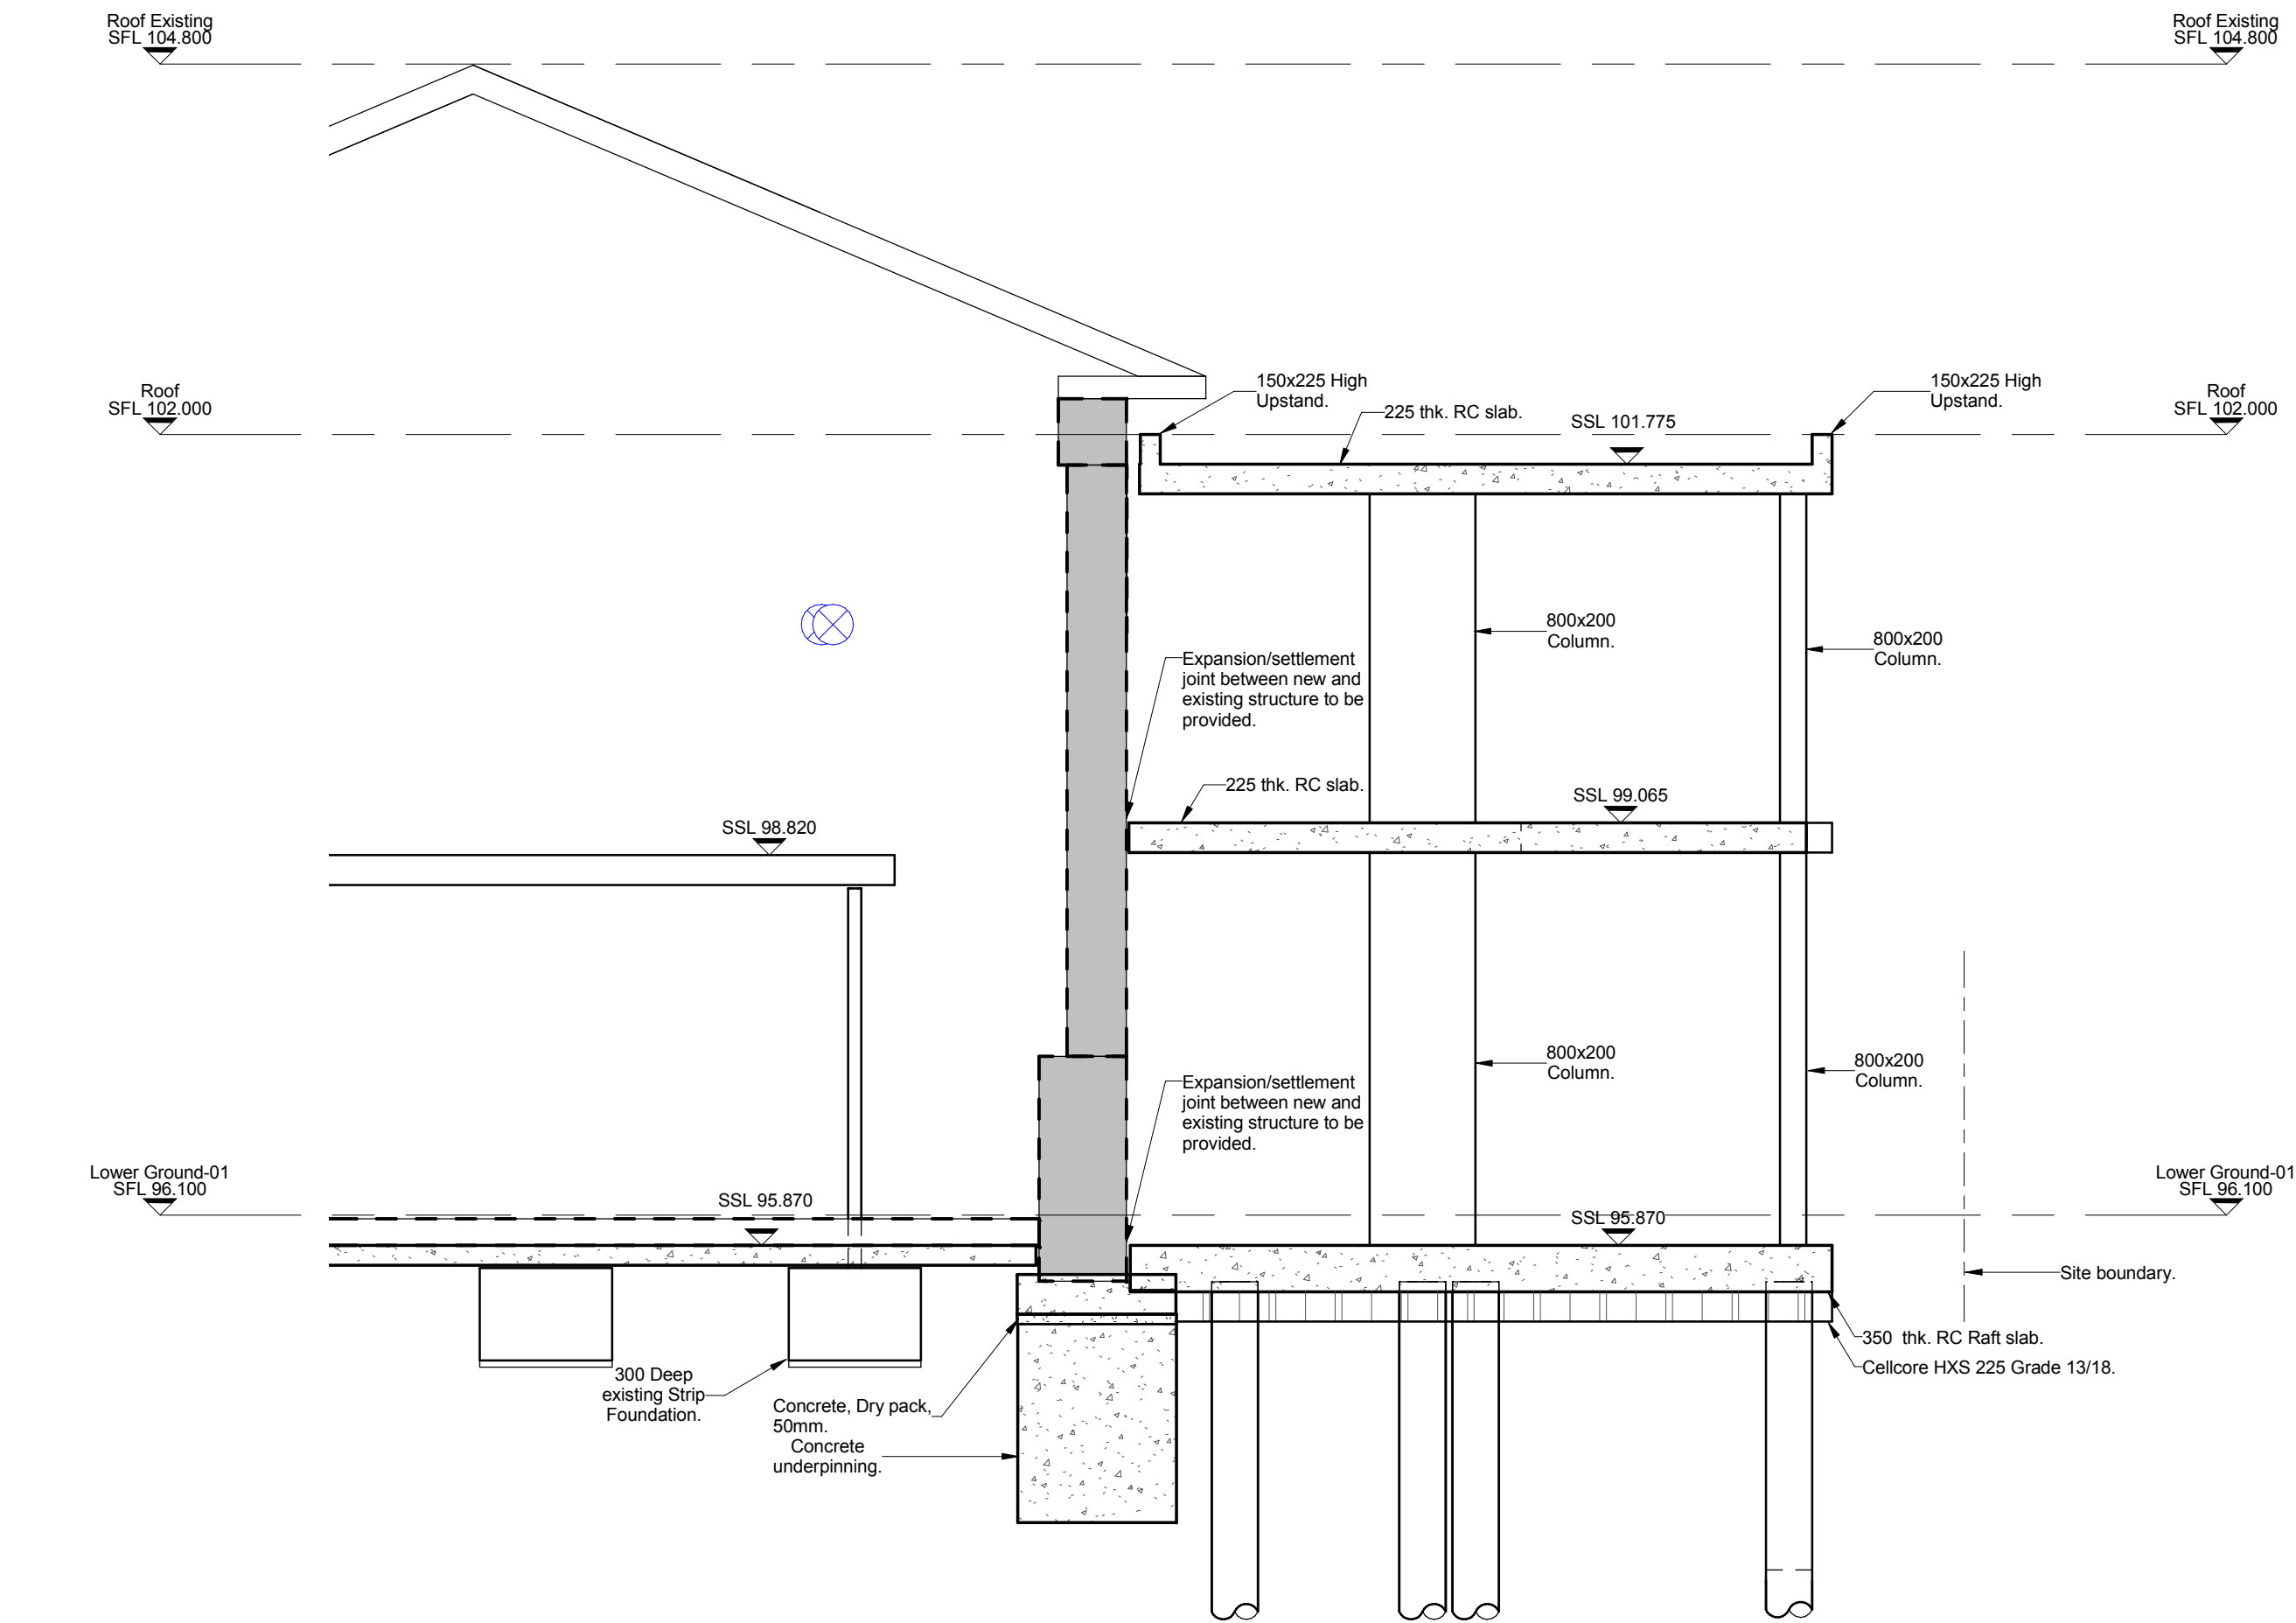 Roof Existing
SFL 104.800
Roof Existing
SFL 104.800
Roof
SFL 102.000
150x225 High
Upstand.
225 thk. RC slab.
SSL 101.775
150x225 High
Upstand.
Roof
SFL 102.000
800x200
Column.
800x200
Column.
Expansion/settlement
joint between new and
existing structure to be
provided.
225 thk. RC slab.
SSL 99.065
SSL 98.820
800x200
Column.
800x200
Column.
Expansion/settlement
joint between new and
existing structure to be
provided.
Lower Ground-01
SFL 96.100
SSL 95.870
SSL 95.870
Lower Ground-01
SFL 96.100
Site boundary.
350 thk. RC Raft slab.
Cellcore HXS 225 Grade 13/18.
300 Deep
existing Strip
Foundation.
Concrete, Dry pack,
50mm.
Concrete
underpinning.